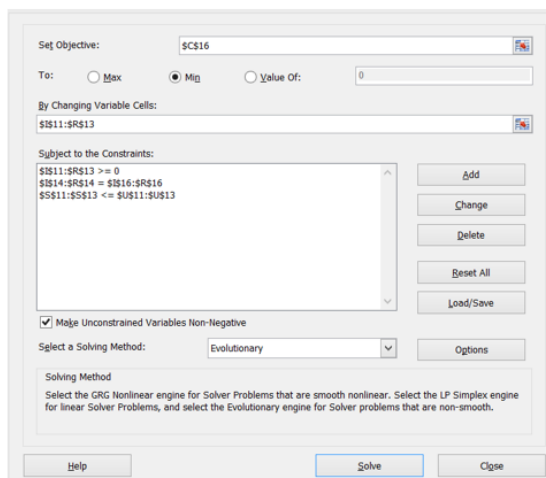 Set Objective: $C$16
To: Max Min Value Of: 0
By Changing Variable Cells:
$I$11:$R$13
Subject to the Constraints:
$I$11:$R$13 >= 0
$I$14:$R$14 = $I$16:$R$16
$S$11:$S$13 <= $U$11:$U$13
Add
Change
Delete
Reset All
Load/Save
Make Unconstrained Variables Non-Negative
Select a Solving Method: Evolutionary Options
Solving Method
Select the GRG Nonlinear engine for Solver Problems that are smooth nonlinear. Select the LP Simplex engine
for linear Solver Problems, and select the Evolutionary engine for Solver problems that are non-smooth.
Help Solve Close